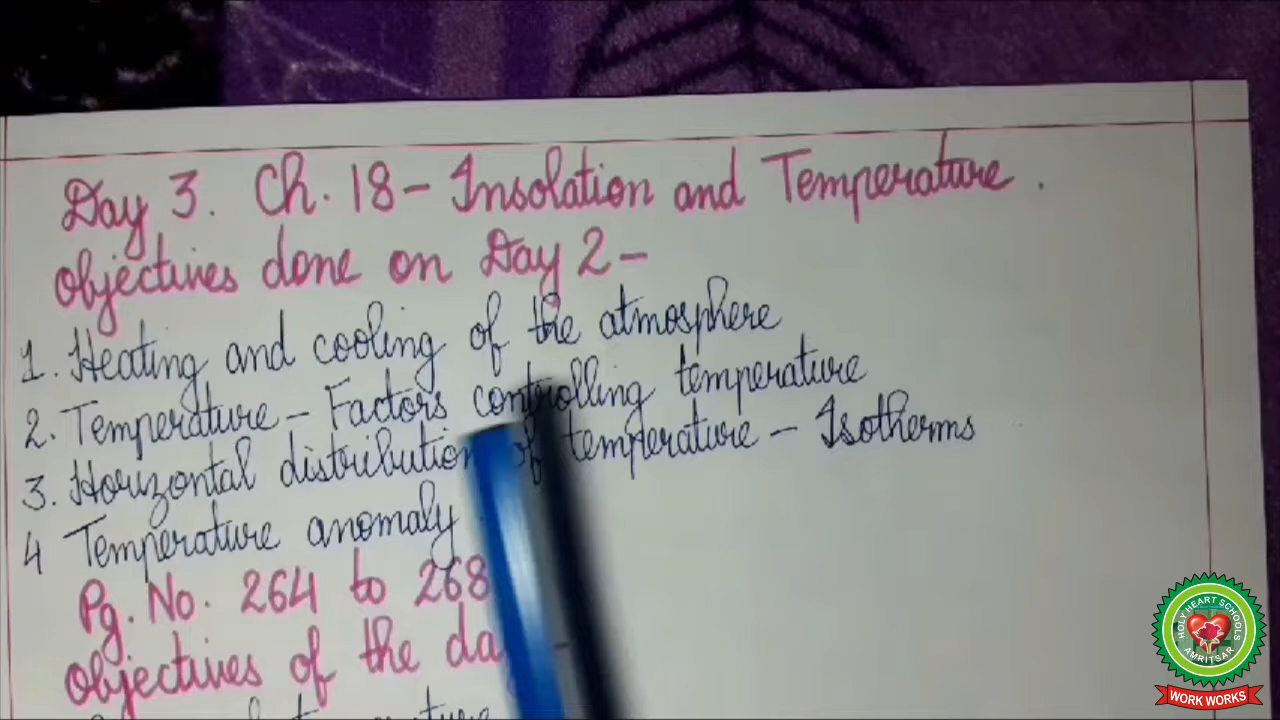 Day 3. Ch. 18 - Insolation and Temperature.
Objectives done on Day 2 -
1. Heating and cooling of the atmosphere
2. Temperature - Factors controlling temperature
3. Horizontal distribution of temperature - Isotherms
4 Temperature anomaly
Pg. No. 264 to 268
Objectives of the da
HOLY HEART SCHOOLS
AMRITSAR
WORK WORKS